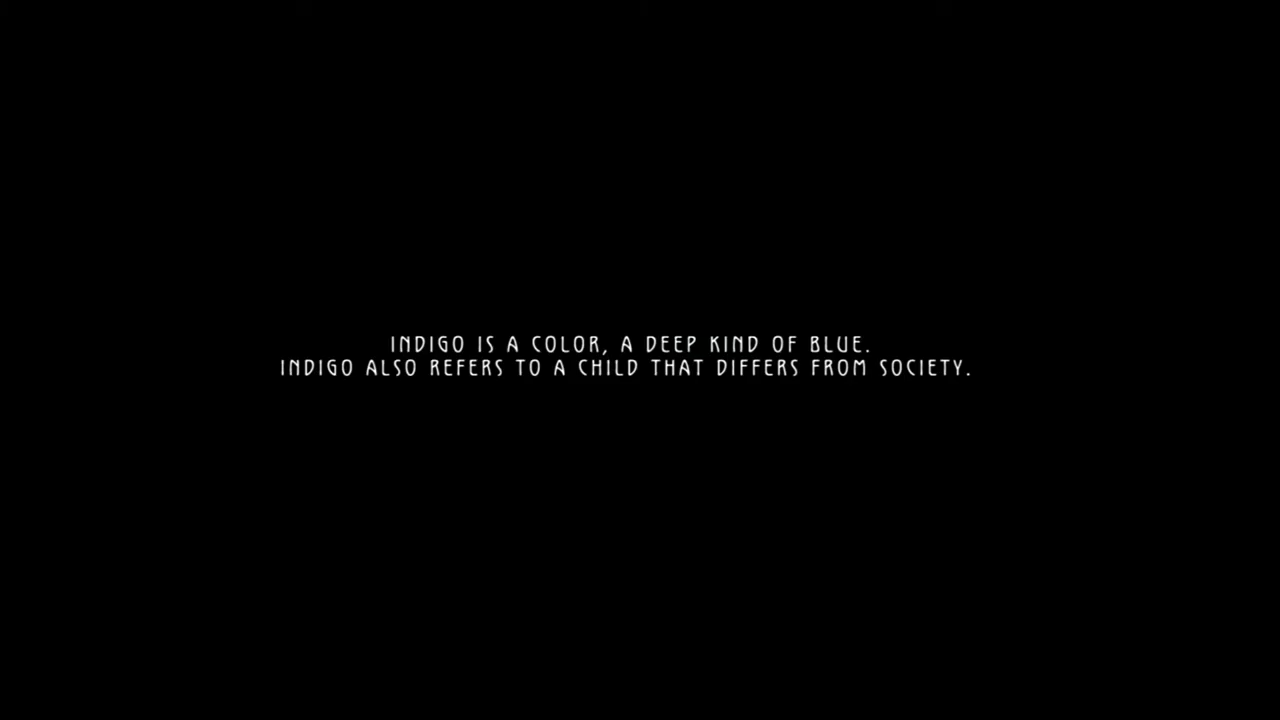 INDIGO IS A COLOR, A DEEP KIND OF BLUE.
INDIGO ALSO REFERS TO A CHILD THAT DIFFERS FROM SOCIETY.